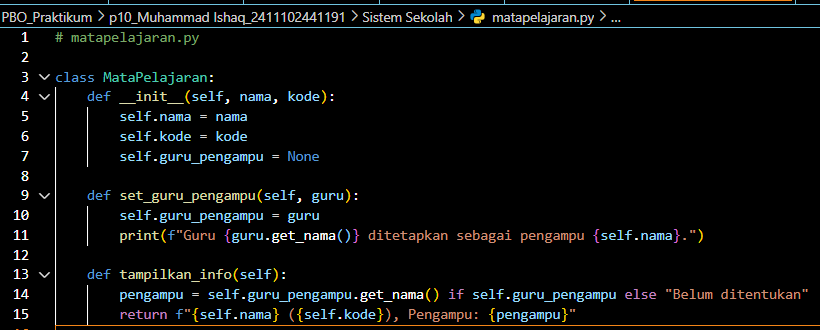 PBO_Praktikum > p10_Muhammad Ishaq_2411102441191 > Sistem Sekolah > matapelajaran.py > ...
1 # matapelajaran.py
2
3 class MataPelajaran:
4     def __init__(self, nama, kode):
5         self.nama = nama
6         self.kode = kode
7         self.guru_pengampu = None
8
9     def set_guru_pengampu(self, guru):
10         self.guru_pengampu = guru
11         print(f"Guru {guru.get_nama()} ditetapkan sebagai pengampu {self.nama}.")
12
13     def tampilkan_info(self):
14         pengampu = self.guru_pengampu.get_nama() if self.guru_pengampu else "Belum ditentukan"
15         return f"{self.nama} ({self.kode}), Pengampu: {pengampu}"